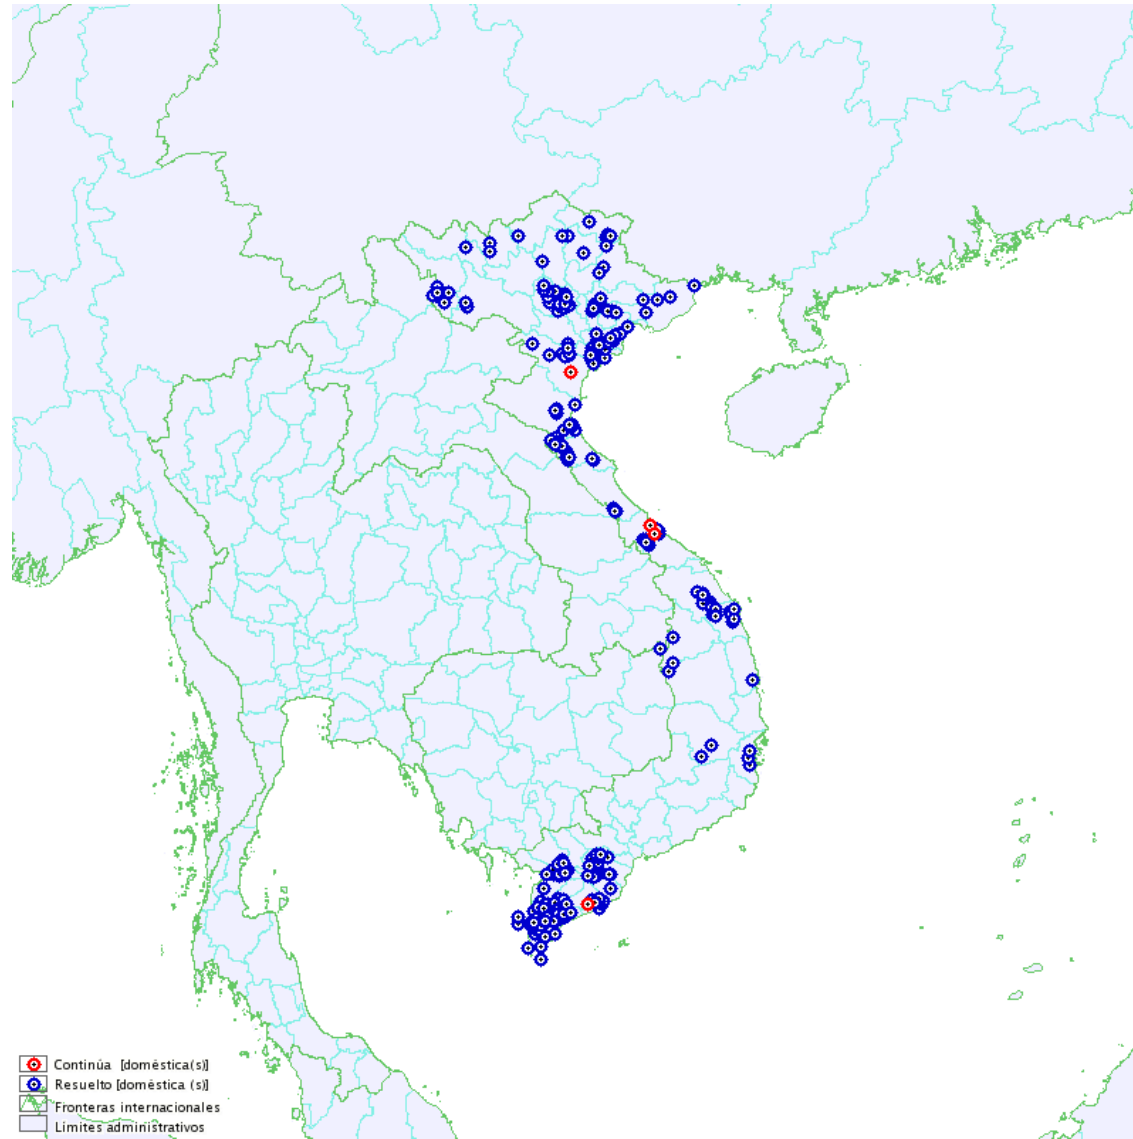 Continúa [doméstica(s)]
Resuelto [doméstica (s)]
Fronteras internacionales
Límites administrativos